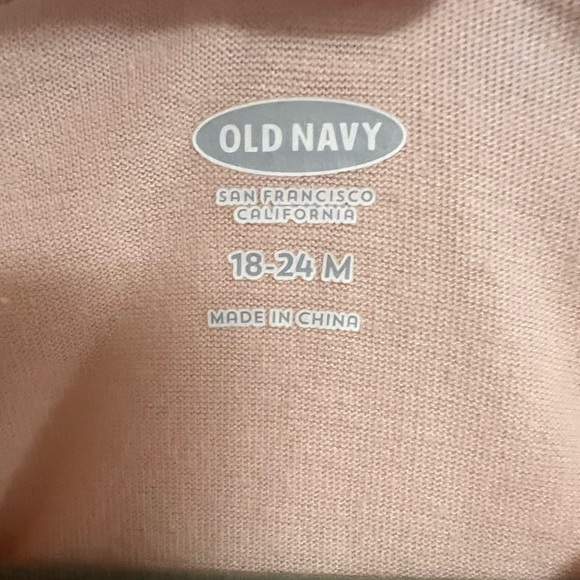 OLD NAVY
SAN FRANCISCO
CALIFORNIA
18-24 M
MADE IN CHINA